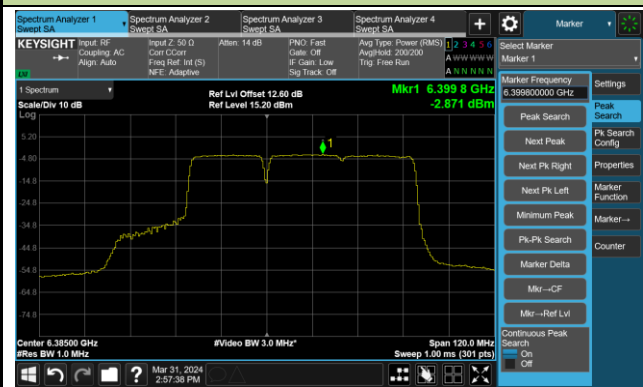 Spectrum Analyzer 1
Swept SA
Spectrum Analyzer 2
Swept SA
Spectrum Analyzer 3
Swept SA
Spectrum Analyzer 4
Swept SA
+
Marker
KEYSIGHT
Input: RF
Coupling: AC
Align: Auto
Input Z: 50 Ω
Corr CCorr
Freq Ref: Int (S)
NFE: Adaptive
Atten: 14 dB
PNO: Fast
Gate: Off
IF Gain: Low
Sig Track: Off
Avg Type: Power (RMS)
Avg|Hold: 200/200
Trig: Free Run
1 2 3 4 5 6
A W W W W W
A N N N N N
Select Marker
Marker 1
1 Spectrum
Scale/Div 10 dB
Log
Ref Lvl Offset 12.60 dB
Ref Level 15.20 dBm
Mkr1 6.399 8 GHz
-2.871 dBm
1
5.20
-4.80
-14.8
-24.8
-34.8
-44.8
-54.8
-64.8
-74.8
Center 6.38500 GHz
#Res BW 1.0 MHz
#Video BW 3.0 MHz*
Span 120.0 MHz
Sweep 1.00 ms (301 pts)
Marker Frequency
6.399800000 GHz
Peak Search
Next Peak
Next Pk Right
Next Pk Left
Minimum Peak
Pk-Pk Search
Marker Delta
Mkr→CF
Mkr→Ref Lvl
Continuous Peak
Search
On
Off
Settings
Peak
Search
Pk Search
Config
Properties
Marker
Function
Marker→
Counter
?
Mar 31, 2024
2:57:38 PM